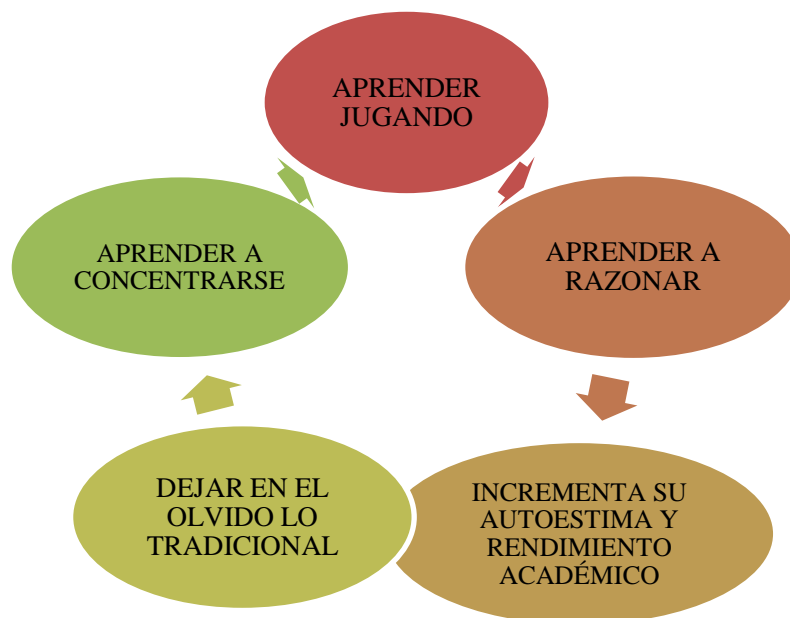 APRENDER
JUGANDO
APRENDER A
RAZONAR
INCREMENTA SU
AUTOESTIMA Y
RENDIMIENTO
ACADÉMICO
DEJAR EN EL
OLVIDO LO
TRADICIONAL
APRENDER A
CONCENTRARSE